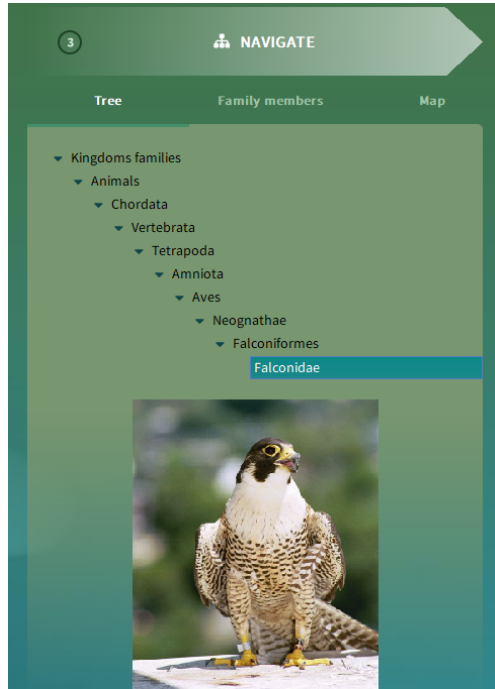 3 NAVIGATE
Tree Family members Map
Kingdoms families
Animals
Chordata
Vertebrata
Tetrapoda
Amniota
Aves
Neognathae
Falconiformes
Falconidae